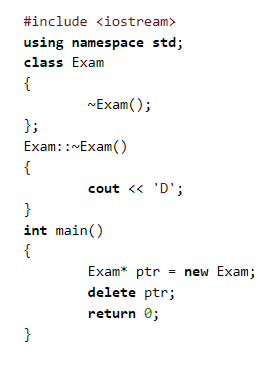 #include <iostream>
using namespace std;
class Exam
{
        ~Exam();
};
Exam::~Exam()
{
        cout << 'D';
}
int main()
{
        Exam* ptr = new Exam;
        delete ptr;
        return 0;
}